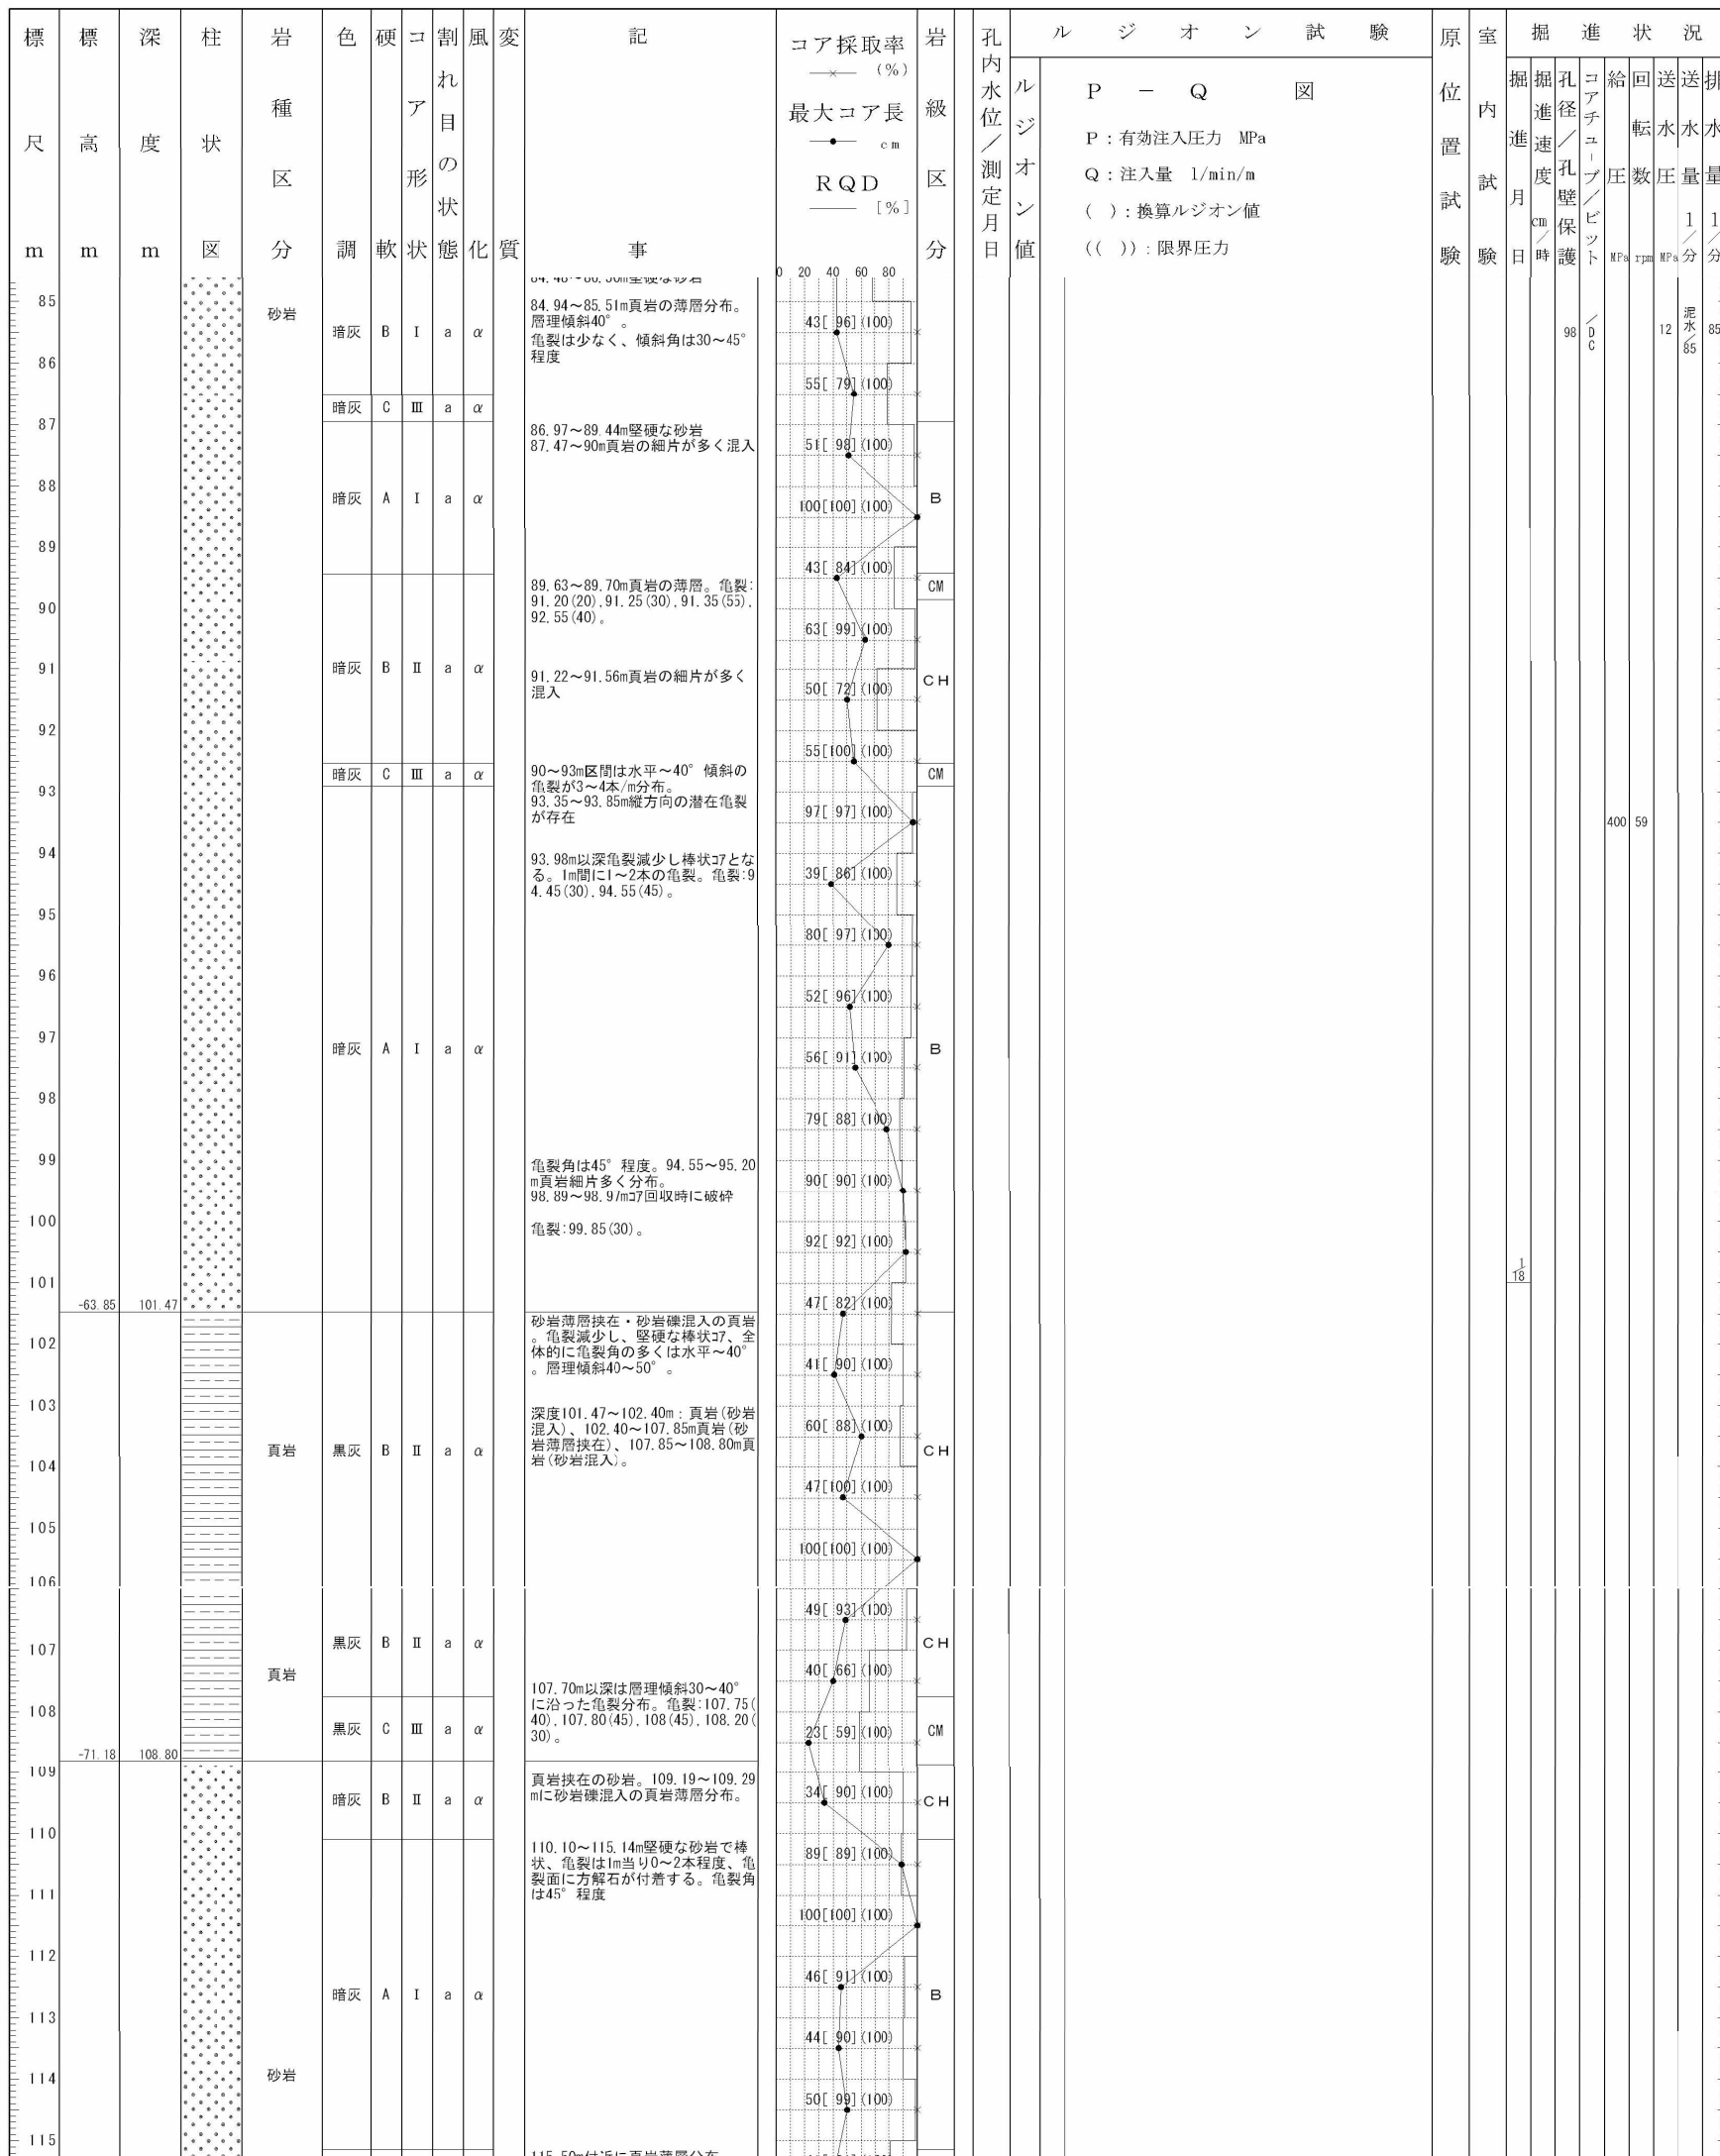 標尺m
標高m
深度m
柱状図
岩種区分
色調
硬軟
コア形状
割れ目の状態
風化
変質
記事
コア採取率
(%)
最大コア長
cm
RQD
[%]
岩級区分
孔内水位/測定月日
ルジオン試験
ルジオン値
P - Q 図
P:有効注入圧力 MPa
Q:注入量 l/min/m
( ):換算ルジオン値
(( )):限界圧力
原位置試験
室内試験
掘進状況
掘進月日
掘進速度cm/時
孔径/孔壁保護
コアチューブ/ビット
給圧MPa
回転数rpm
送水圧MPa
送水量l/分
排水量l/分
0 20 40 60 80
85
86
87
88
89
90
91
92
93
94
95
96
97
98
99
100
101
102
103
104
105
106
107
108
109
110
111
112
113
114
115
-63.85 101.47
-71.18 108.80
砂岩
頁岩
頁岩
砂岩
暗灰 B I a α
暗灰 C III a α
暗灰 A I a α
暗灰 B II a α
暗灰 C III a α
暗灰 A I a α
黒灰 B II a α
黒灰 B II a α
黒灰 C III a α
暗灰 B II a α
暗灰 A I a α
84.94~85.51m頁岩の薄層分布。
層理傾斜40°。
亀裂は少なく、傾斜角は30~45°
程度
86.97~89.44m堅硬な砂岩
87.47~90m頁岩の細片が多く混入
89.63~89.70m頁岩の薄層。亀裂:
91.20(20),91.25(30),91.35(55),
92.55(40)。
91.22~91.56m頁岩の細片が多く
混入
90~93m区間は水平~40°傾斜の
亀裂が3~4本/m分布。
93.35~93.85m縦方向の潜在亀裂
が存在
93.98m以深亀裂減少し棒状ｺｱとな
る。1m間に1~2本の亀裂。亀裂:9
4.45(30),94.55(45)。
亀裂角は45°程度。94.55~95.20
m頁岩細片多く分布。
98.89~98.97mｺｱ回収時に破砕
亀裂:99.85(30)。
砂岩薄層挟在・砂岩礫混入の頁岩
。亀裂減少し、堅硬な棒状ｺｱ、全
体的に亀裂角の多くは水平~40°
。層理傾斜40~50°。
深度101.47~102.40m:頁岩(砂岩
混入)、102.40~107.85m頁岩(砂
岩薄層挟在)、107.85~108.80m頁
岩(砂岩混入)。
107.70m以深は層理傾斜30~40°
に沿った亀裂分布。亀裂:107.75(
40),107.80(45),108(45),108.20(
30)。
頁岩挟在の砂岩。109.19~109.29
mに砂岩礫混入の頁岩薄層分布。
110.10~115.14m堅硬な砂岩で棒
状、亀裂は1m当り0~2本程度、亀
裂面に方解石が付着する。亀裂角
は45°程度
43[ 96](100)
55[ 79](100)
51[ 98](100)
100[100](100)
43[ 84](100)
63[ 99](100)
50[ 72](100)
55[100](100)
97[ 97](100)
39[ 86](100)
80[ 97](100)
52[ 96](100)
56[ 91](100)
79[ 88](100)
90[ 90](100)
92[ 92](100)
47[ 82](100)
41[ 90](100)
60[ 88](100)
47[100](100)
100[100](100)
49[ 93](100)
40[ 66](100)
23[ 59](100)
34[ 90](100)
89[ 89](100)
100[100](100)
46[ 91](100)
44[ 90](100)
50[ 99](100)
B
CM
CH
CM
B
CH
CH
CM
CH
B
1/18
98
/DC
400
59
12
泥水/85
85